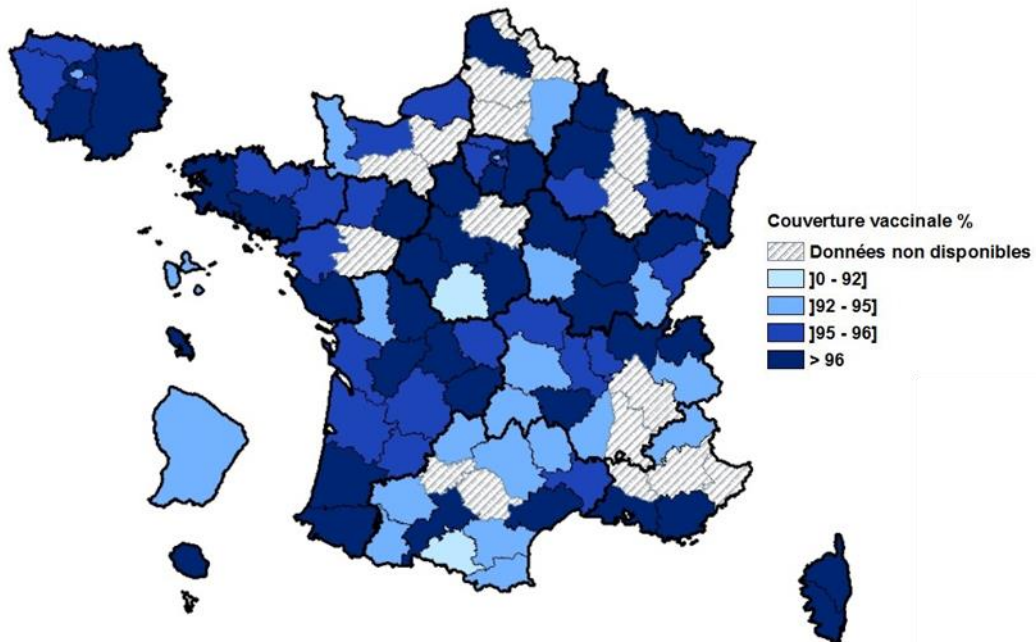 Couverture vaccinale %
Données non disponibles
]0 - 92]
]92 - 95]
]95 - 96]
> 96